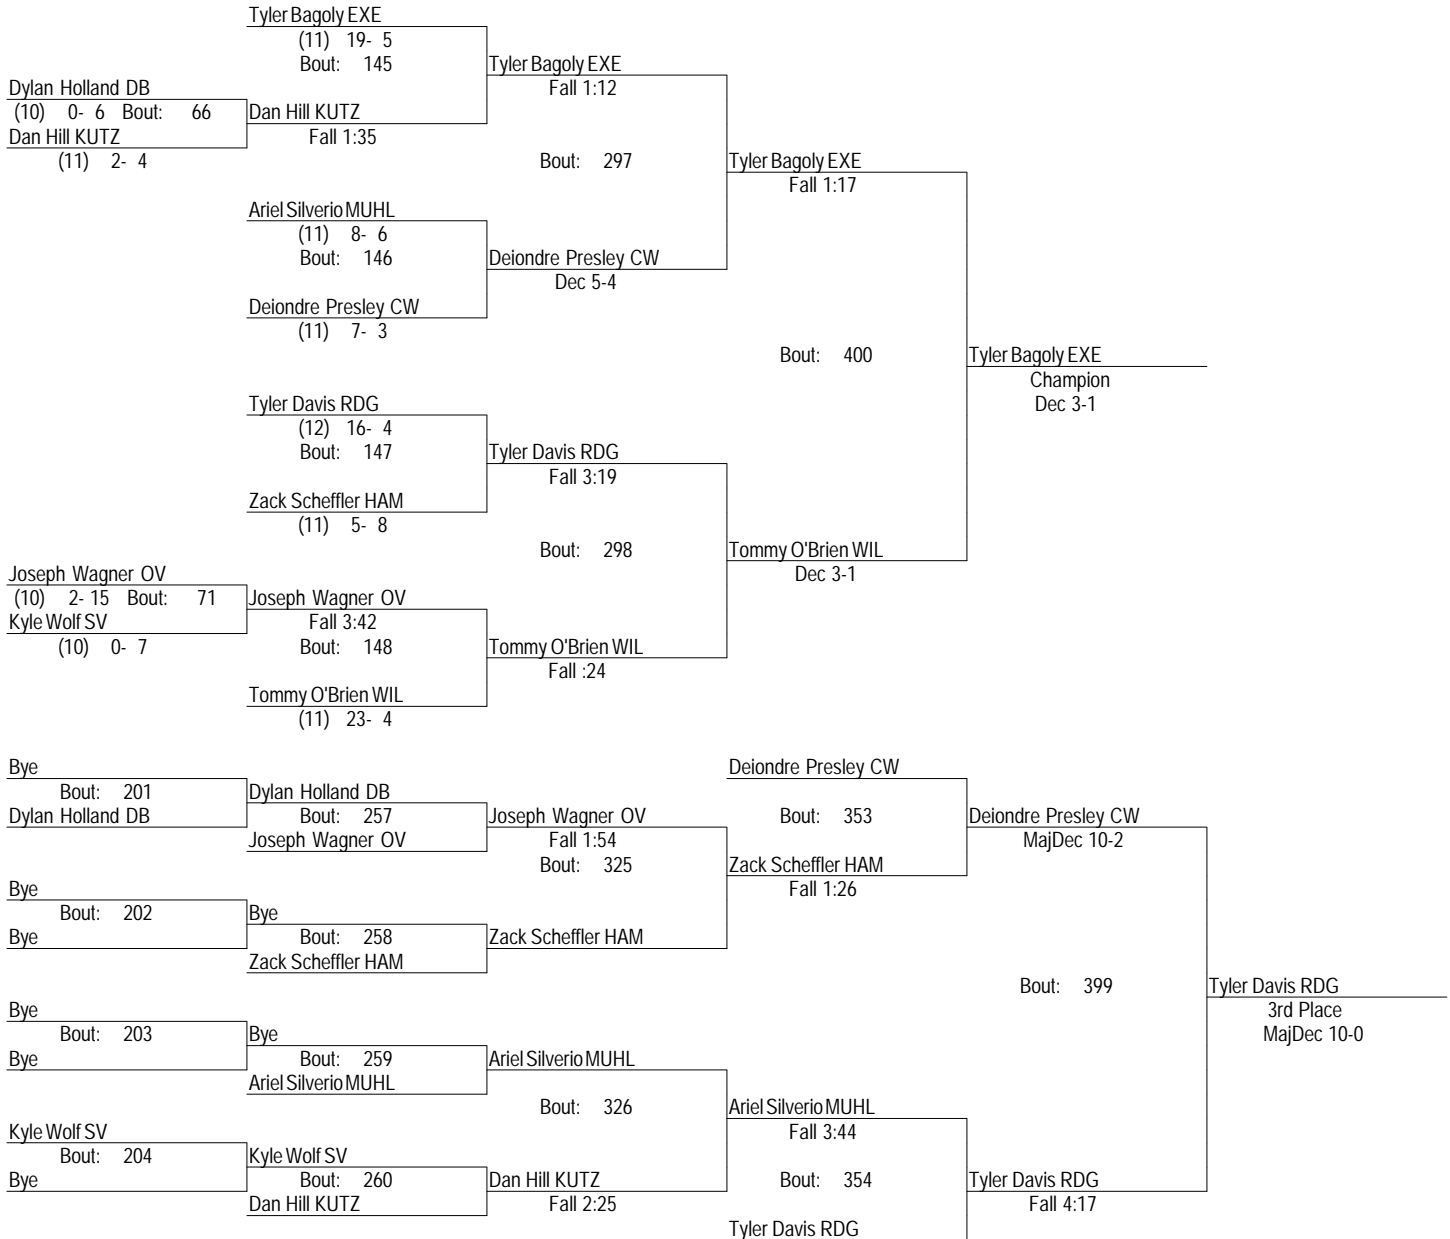 Tyler Bagoly EXE
(11) 19- 5
Bout: 145
Tyler Bagoly EXE
Fall 1:12
Dylan Holland DB
(10) 0- 6 Bout: 66
Dan Hill KUTZ
Dan Hill KUTZ
Fall 1:35
(11) 2- 4
Bout: 297
Tyler Bagoly EXE
Fall 1:17
Ariel Silverio MUHL
(11) 8- 6
Bout: 146
Deiondre Presley CW
Dec 5-4
Deiondre Presley CW
(11) 7- 3
Bout: 400
Tyler Bagoly EXE
Champion
Dec 3-1
Tyler Davis RDG
(12) 16- 4
Bout: 147
Tyler Davis RDG
Fall 3:19
Zack Scheffler HAM
(11) 5- 8
Bout: 298
Tommy O'Brien WIL
Dec 3-1
Joseph Wagner OV
(10) 2- 15 Bout: 71
Joseph Wagner OV
Kyle Wolf SV
Fall 3:42
(10) 0- 7
Bout: 148
Tommy O'Brien WIL
Fall :24
Tommy O'Brien WIL
(11) 23- 4
Bye
Bout: 201
Dylan Holland DB
Dylan Holland DB
Bout: 257
Joseph Wagner OV
Joseph Wagner OV
Fall 1:54
Bout: 325
Deiondre Presley CW
Bout: 353
Deiondre Presley CW
MajDec 10-2
Zack Scheffler HAM
Fall 1:26
Bye
Bout: 202
Bye
Bye
Bout: 258
Zack Scheffler HAM
Zack Scheffler HAM
Bout: 399
Tyler Davis RDG
3rd Place
MajDec 10-0
Bye
Bout: 203
Bye
Bye
Bout: 259
Ariel Silverio MUHL
Ariel Silverio MUHL
Bout: 326
Ariel Silverio MUHL
Fall 3:44
Kyle Wolf SV
Bout: 204
Bye
Kyle Wolf SV
Bout: 260
Dan Hill KUTZ
Dan Hill KUTZ
Fall 2:25
Bout: 354
Tyler Davis RDG
Fall 4:17
Tyler Davis RDG